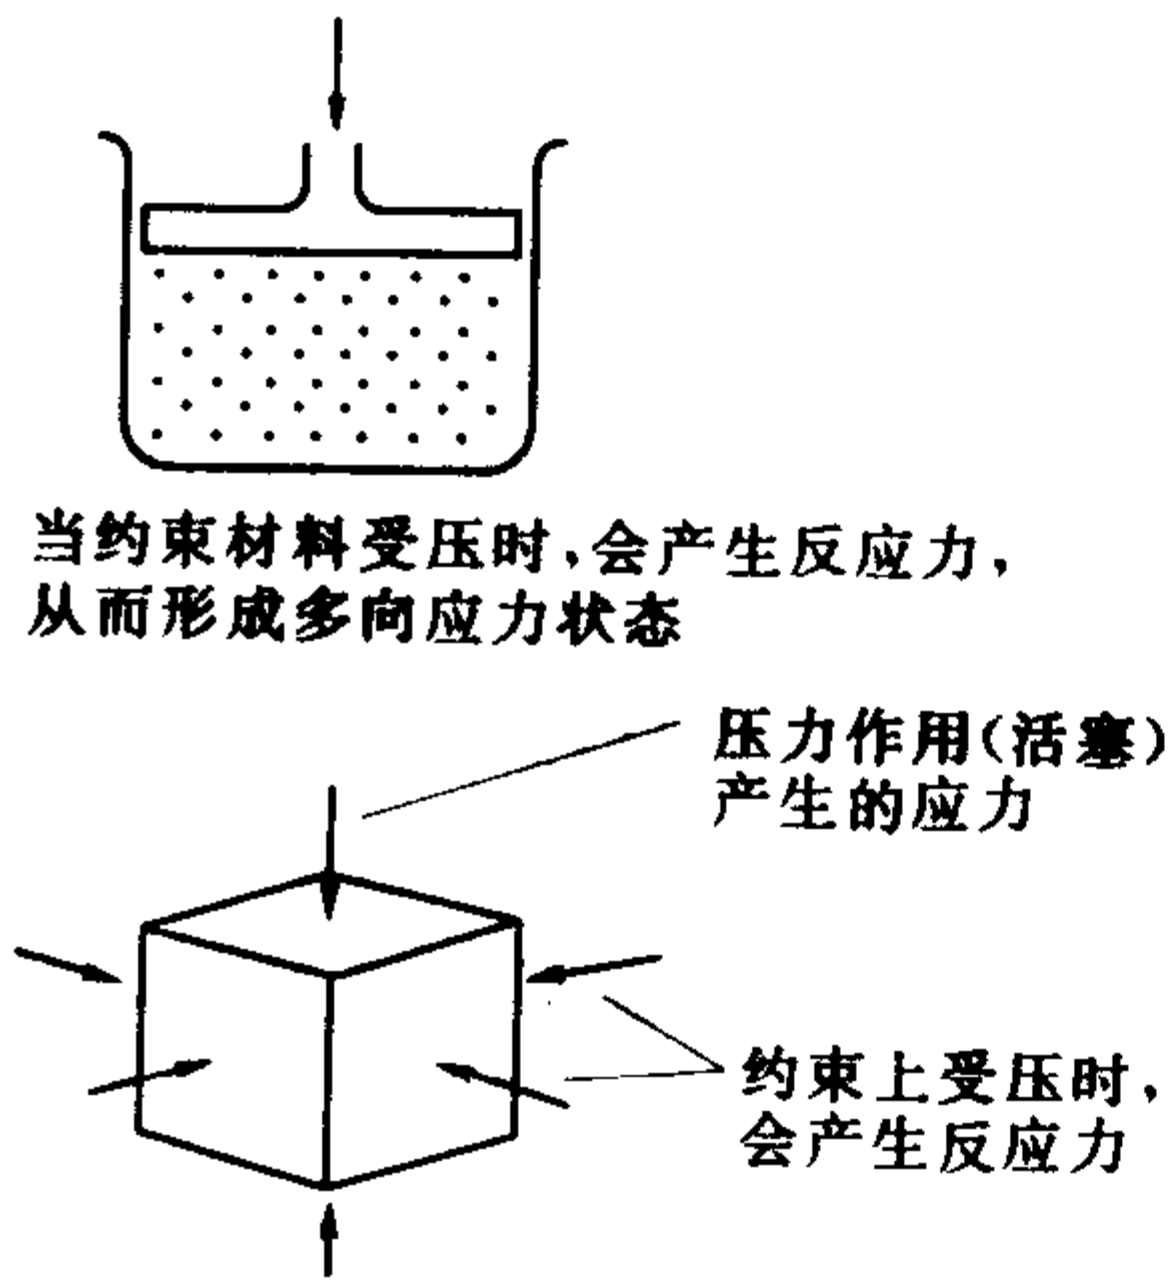 当约束材料受压时,会产生反应力,
从而形成多向应力状态
压力作用(活塞)
产生的应力
约束上受压时,
会产生反应力